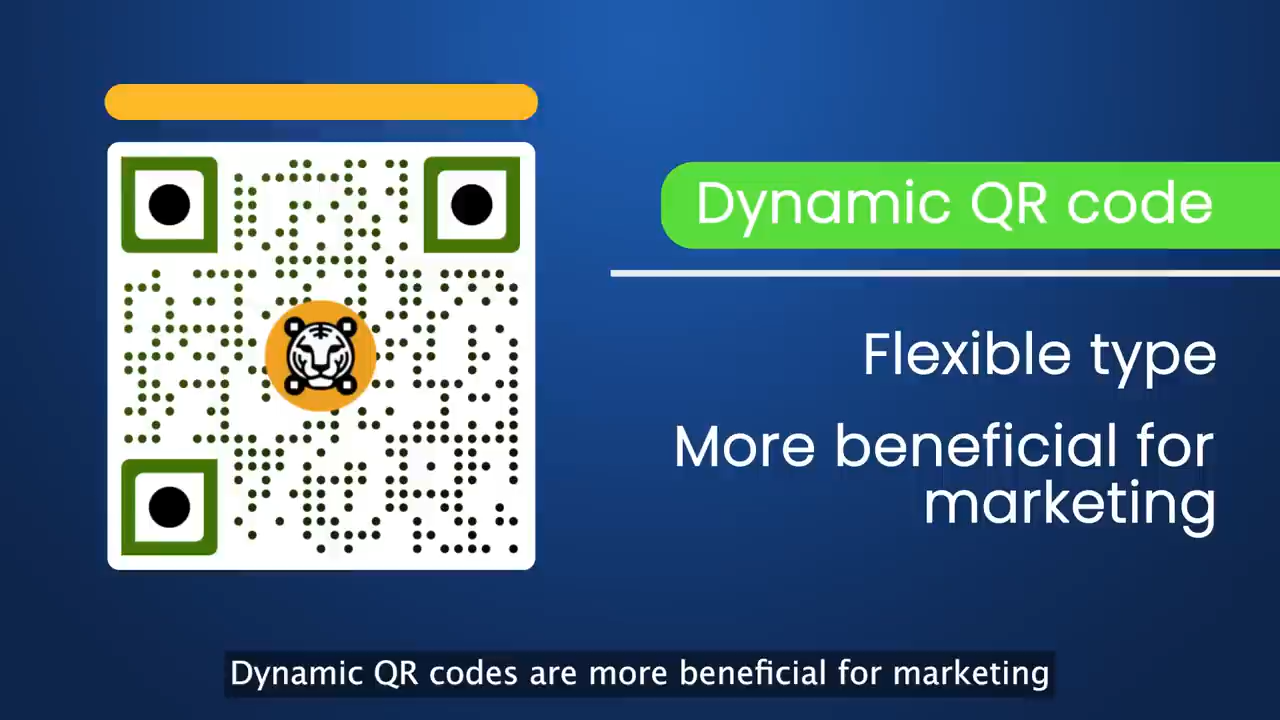 Dynamic QR code
Flexible type
More beneficial for
marketing
Dynamic QR codes are more beneficial for marketing